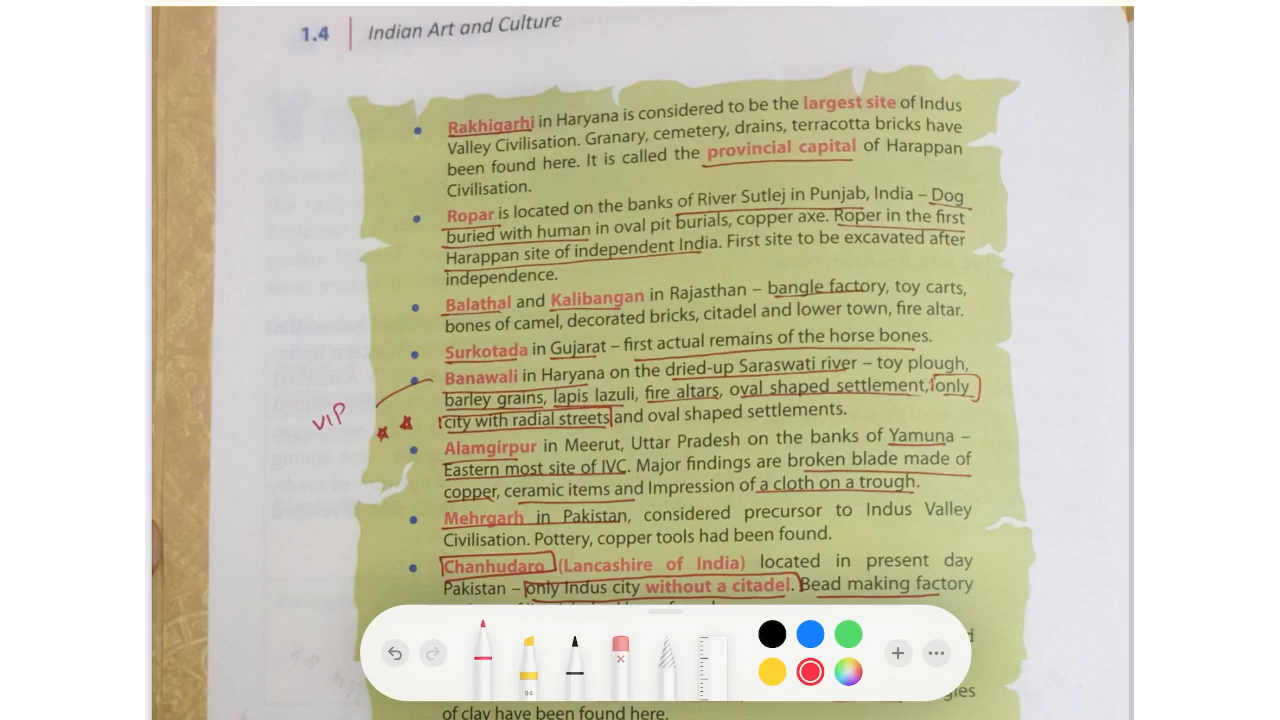 1.4 | Indian Art and Culture
• Rakhigarhi in Haryana is considered to be the largest site of Indus
Valley Civilisation. Granary, cemetery, drains, terracotta bricks have
been found here. It is called the provincial capital of Harappan
Civilisation.
• Ropar is located on the banks of River Sutlej in Punjab, India – Dog
buried with human in oval pit burials, copper axe. Roper in the first
Harappan site of independent India. First site to be excavated after
independence.
• Balathal and Kalibangan in Rajasthan – bangle factory, toy carts,
bones of camel, decorated bricks, citadel and lower town, fire altar.
• Surkotada in Gujarat – first actual remains of the horse bones.
• Banawali in Haryana on the dried-up Saraswati river – toy plough,
barley grains, lapis lazuli, fire altars, oval shaped settlement, only
VIP
city with radial streets and oval shaped settlements.
• Alamgirpur in Meerut, Uttar Pradesh on the banks of Yamuna –
Eastern most site of IVC. Major findings are broken blade made of
copper, ceramic items and Impression of a cloth on a trough.
• Mehrgarh in Pakistan, considered precursor to Indus Valley
Civilisation. Pottery, copper tools had been found.
• Chanhudaro (Lancashire of India) located in present day
Pakistan – only Indus city without a citadel. Bead making factory
of clay have been found here.